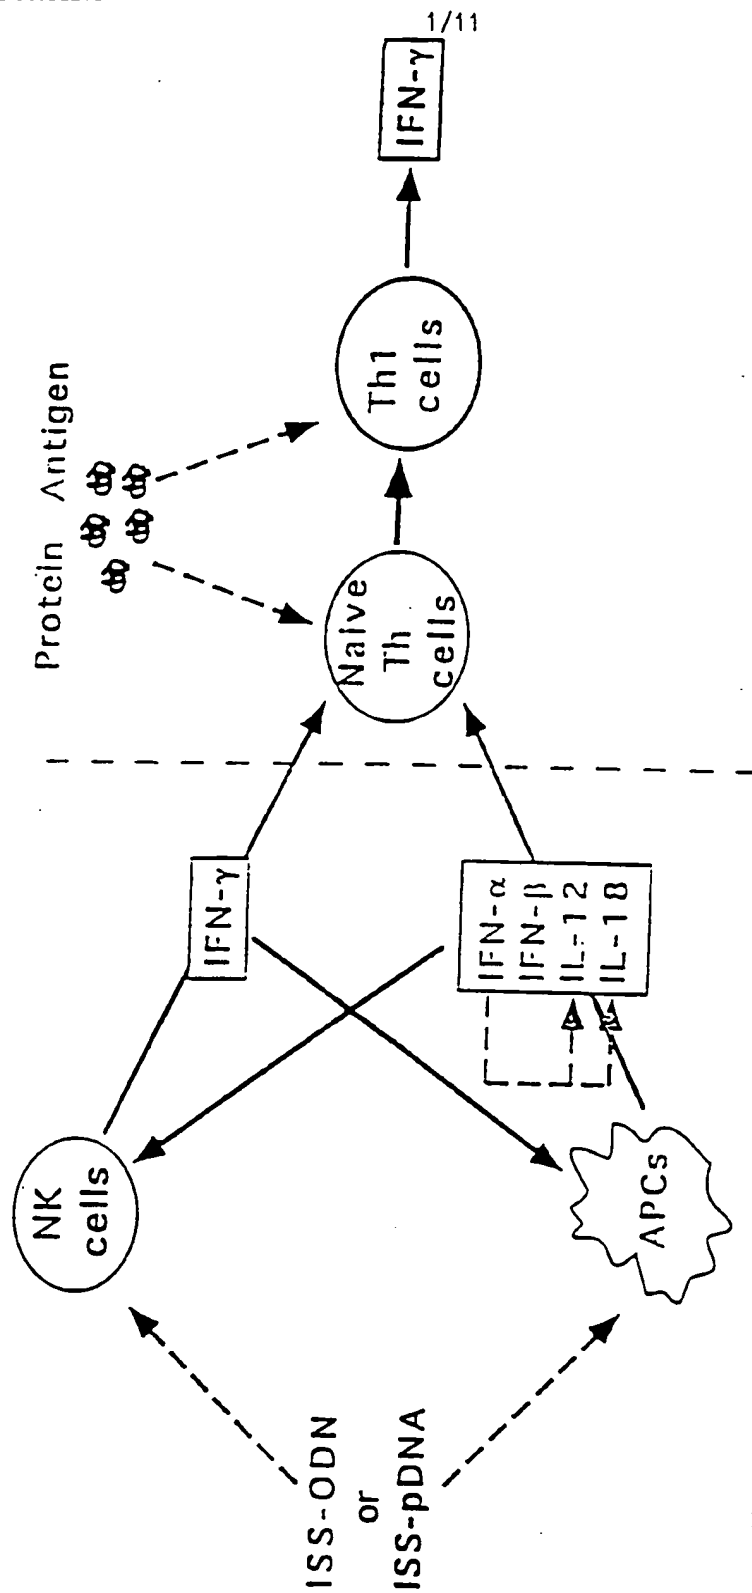 1/11
ISS-ODN
or
ISS-pDNA
NK
cells
APCs
IFN-γ
IFN-α
IFN-β
IL-12
IL-18
Protein Antigen
Naive
Th
cells
Th1
cells
IFN-γ